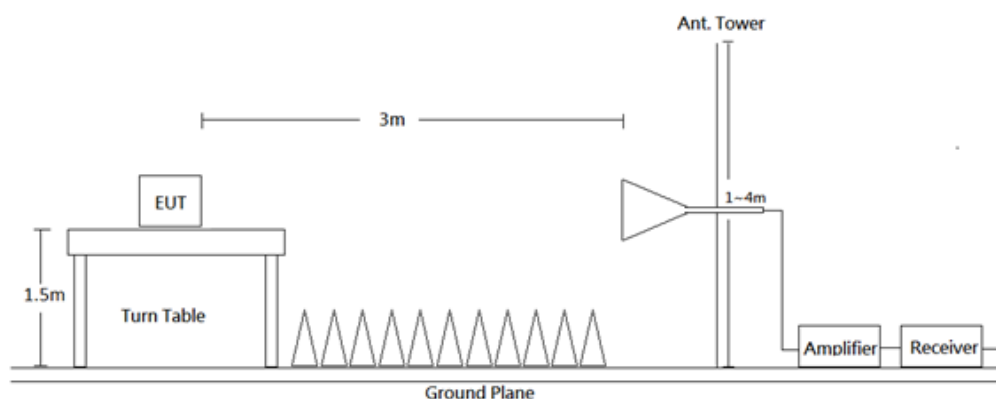 Ant. Tower
3m
EUT
1~4m
1.5m
Turn Table
Amplifier
Receiver
Ground Plane